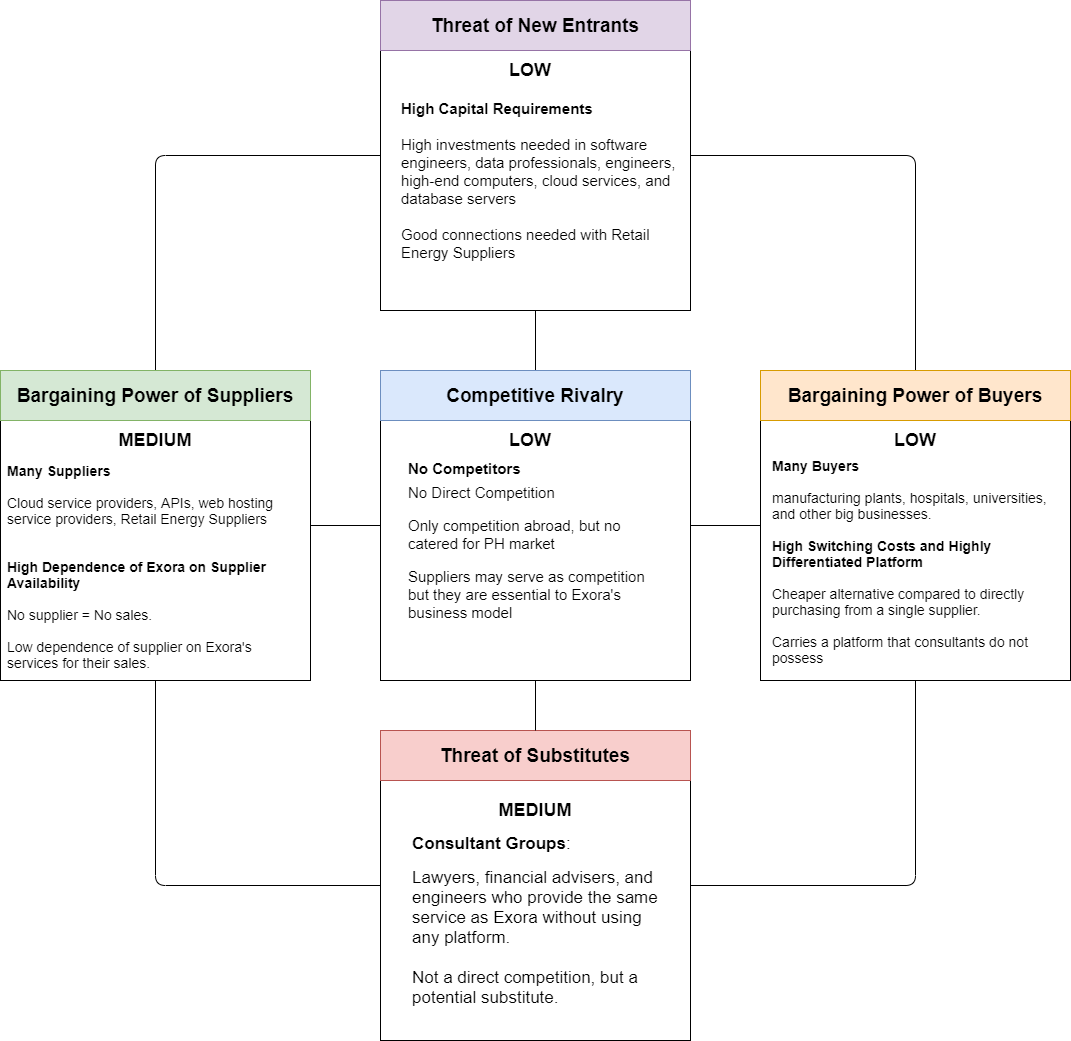 Threat of New Entrants
LOW
High Capital Requirements
High investments needed in software
engineers, data professionals, engineers,
high-end computers, cloud services, and
database servers
Good connections needed with Retail
Energy Suppliers
Bargaining Power of Suppliers
MEDIUM
Many Suppliers
Cloud service providers, APIs, web hosting
service providers, Retail Energy Suppliers
High Dependence of Exora on Supplier
Availability
No supplier = No sales.
Low dependence of supplier on Exora's
services for their sales.
Competitive Rivalry
LOW
No Competitors
No Direct Competition
Only competition abroad, but no
catered for PH market
Suppliers may serve as competition
but they are essential to Exora's
business model
Bargaining Power of Buyers
LOW
Many Buyers
manufacturing plants, hospitals, universities,
and other big businesses.
High Switching Costs and Highly
Differentiated Platform
Cheaper alternative compared to directly
purchasing from a single supplier.
Carries a platform that consultants do not
possess
Threat of Substitutes
MEDIUM
Consultant Groups:
Lawyers, financial advisers, and
engineers who provide the same
service as Exora without using
any platform.
Not a direct competition, but a
potential substitute.